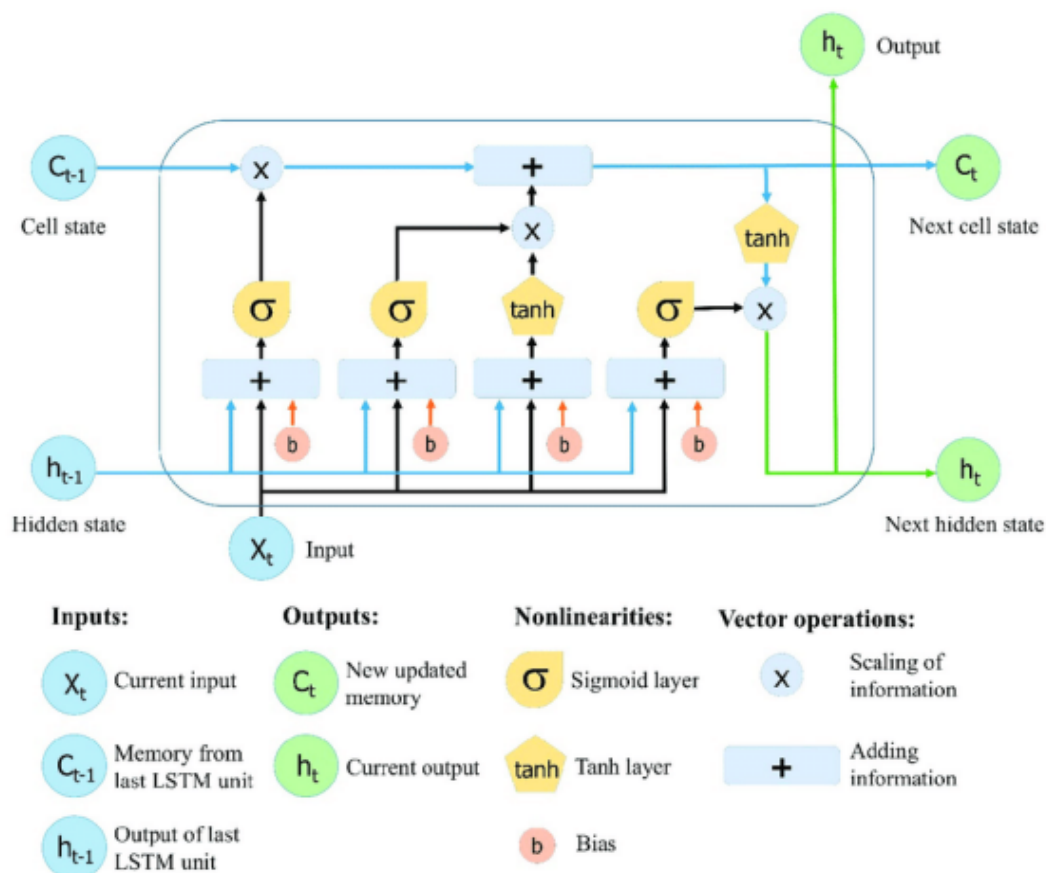 hₜ Output
Cₜ₋₁ x + Cₜ
Cell state x tanh Next cell state
σ σ tanh σ x
+ + + +
b b b b
hₜ₋₁ hₜ
Hidden state Next hidden state
Xₜ Input
Inputs: Outputs: Nonlinearities: Vector operations:
Xₜ Current input
Cₜ₋₁ Memory from
last LSTM unit
hₜ₋₁ Output of last
LSTM unit
Cₜ New updated
memory
hₜ Current output
σ Sigmoid layer
tanh Tanh layer
b Bias
x Scaling of
information
+ Adding
information